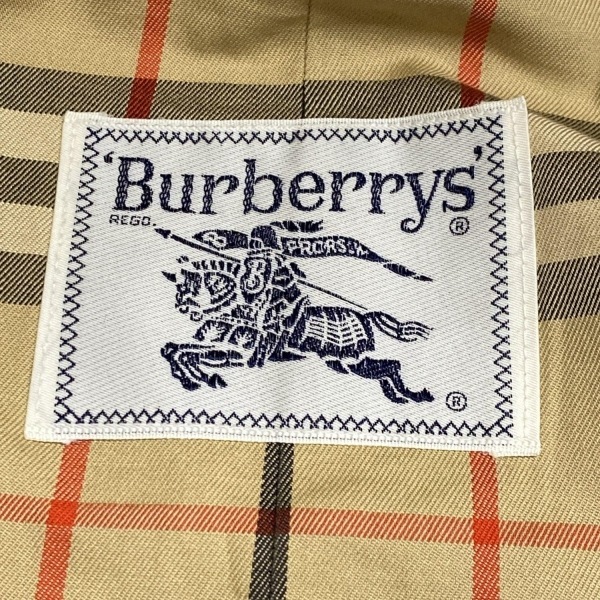 'Burberrys'
REGD.
®
PRORSUM
®